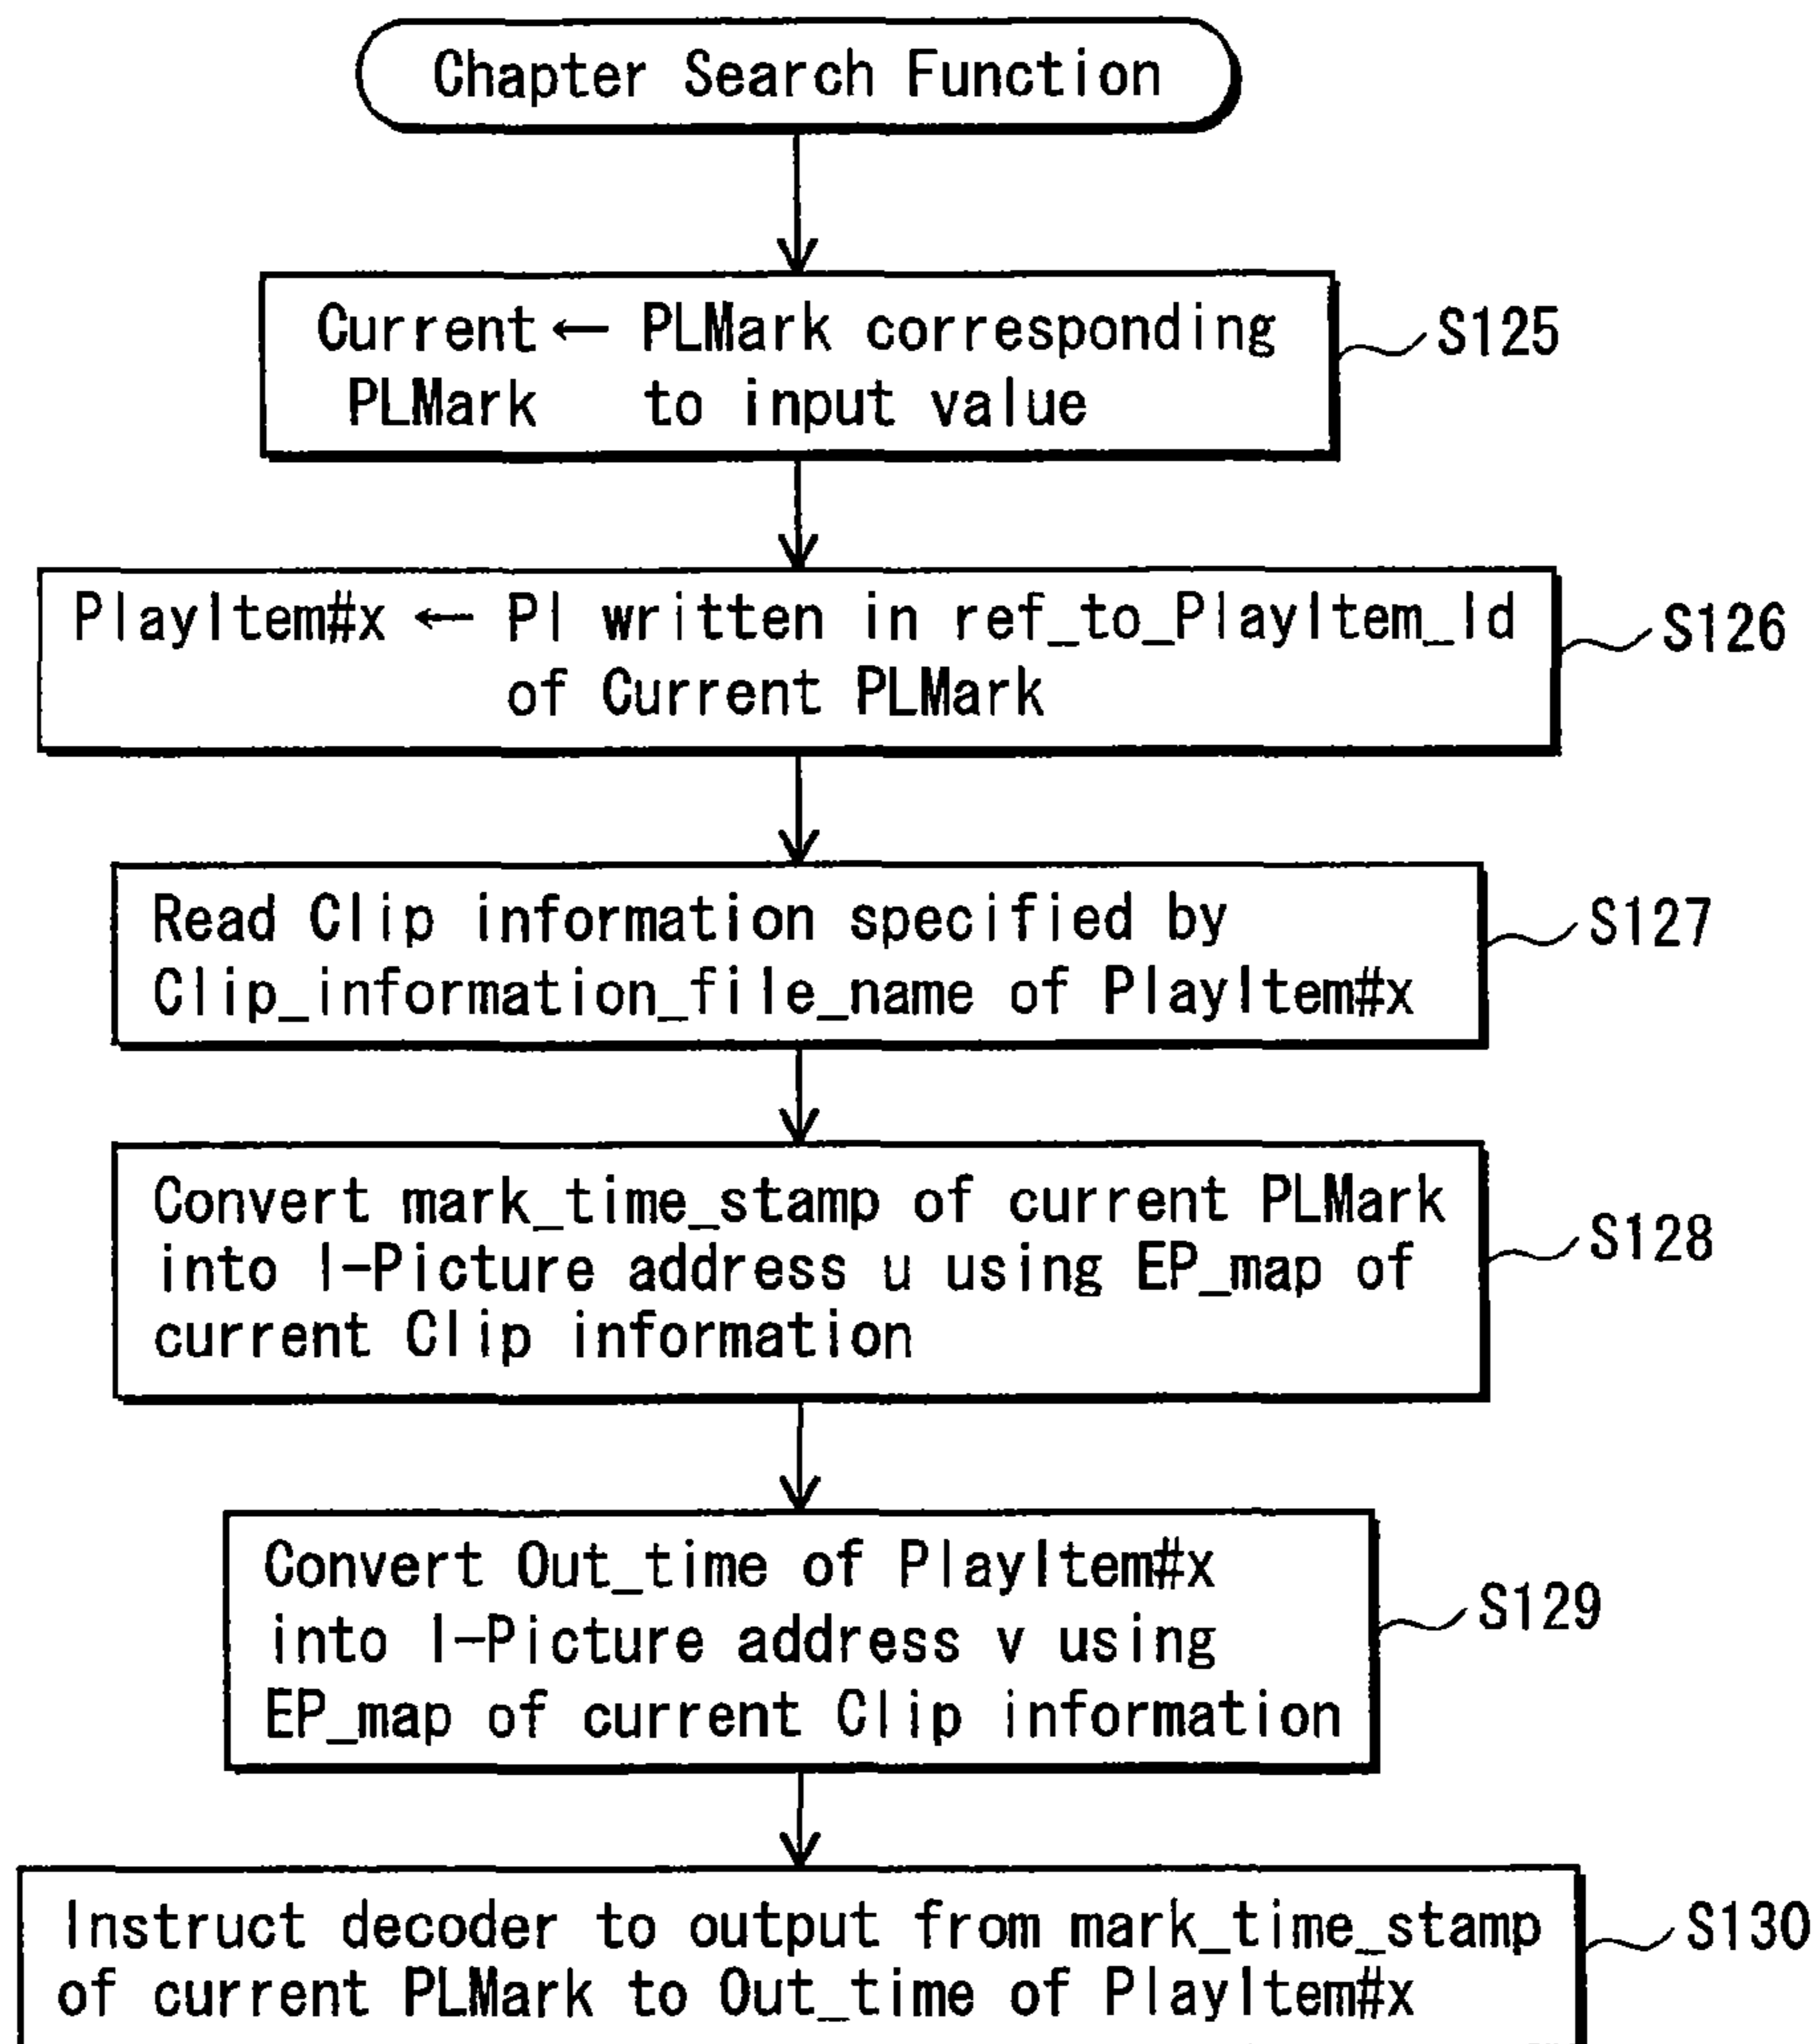 Chapter Search Function
Current ← PLMark corresponding
PLMark to input value
S125
PlayItem#x ← PI written in ref_to_PlayItem_Id
of Current PLMark
S126
Read Clip information specified by
Clip_information_file_name of PlayItem#x
S127
Convert mark_time_stamp of current PLMark
into I-Picture address u using EP_map of
current Clip information
S128
Convert Out_time of PlayItem#x
into I-Picture address v using
EP_map of current Clip information
S129
Instruct decoder to output from mark_time_stamp
of current PLMark to Out_time of PlayItem#x
S130